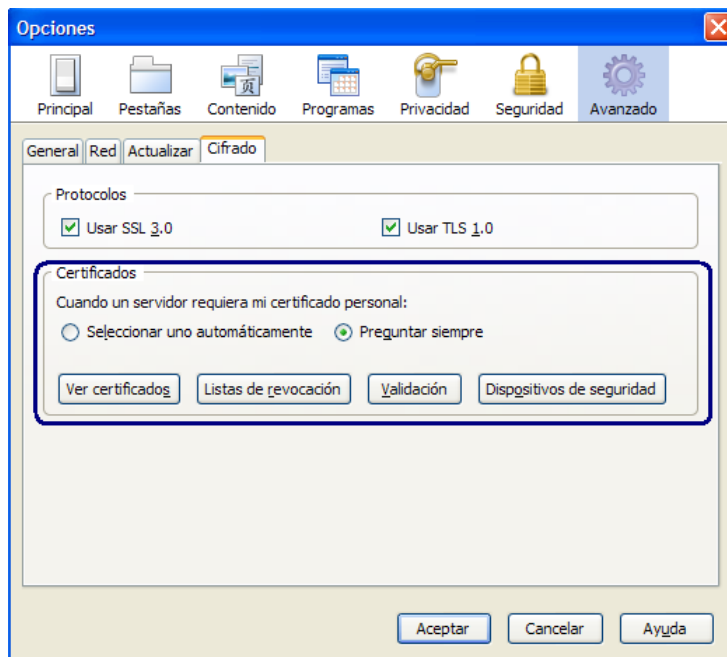 Opciones
Principal Pestañas Contenido Programas Privacidad Seguridad Avanzado
General Red Actualizar Cifrado
Protocolos
Usar SSL 3.0 Usar TLS 1.0
Certificados
Cuando un servidor requiera mi certificado personal:
Seleccionar uno automáticamente Preguntar siempre
Ver certificados Listas de revocación Validación Dispositivos de seguridad
Aceptar Cancelar Ayuda